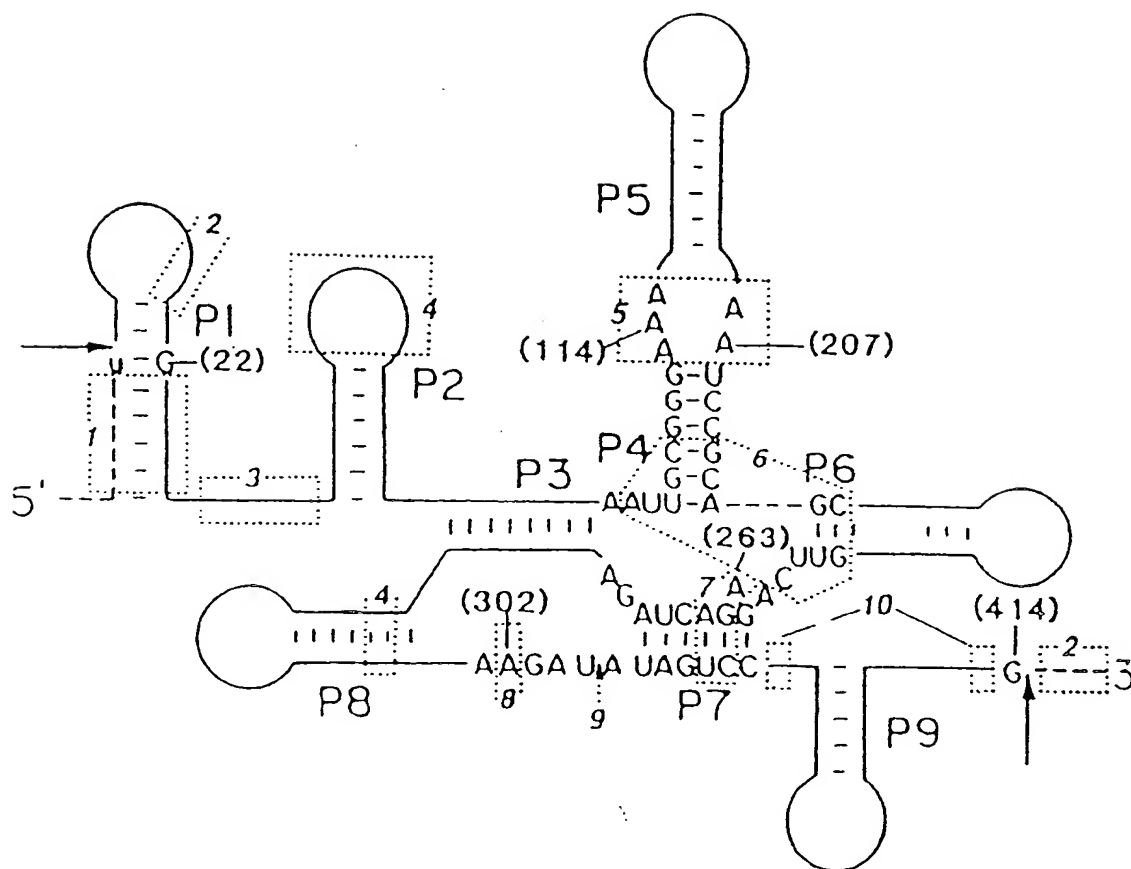 P5
2
4
A
A
5
A
A
P1
(114)
A
A
(207)
u
G
(22)
P2
G-U
G-C
G-C
1
P4
C-G
6
P6
3
P3
G-C
5'
AAUU-A
GC
(263)
UUG
7
A
C
A
A
G
10
4
(302)
AUCAGG
(414)
G
2
3
AAGAUAUAGUCC
P8
8
9
P7
P9